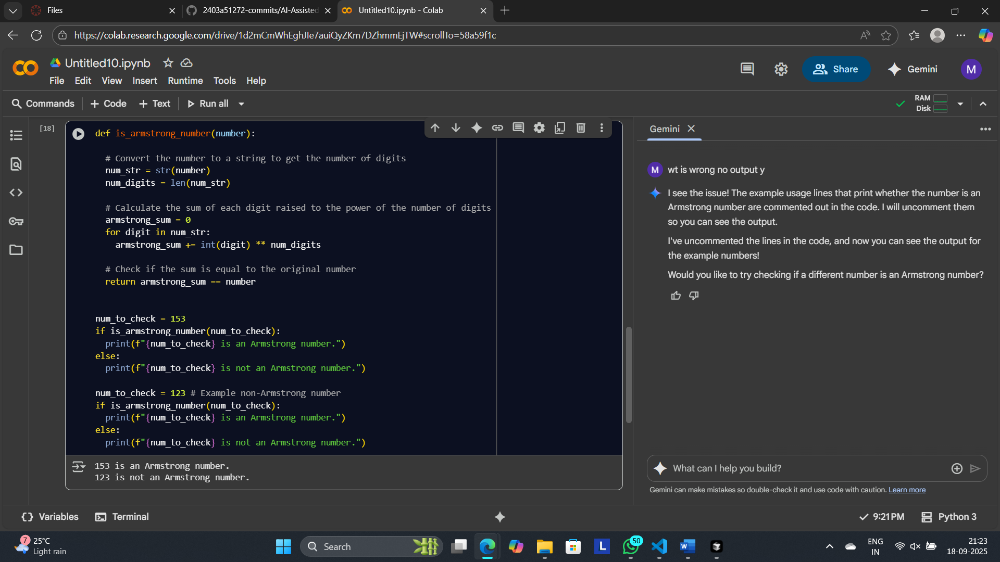 Files
2403a51272-commits/AI-Assisted
Untitled10.ipynb - Colab
https://colab.research.google.com/drive/1d2mCmWhEghJIe7auiQyZKm7DZhmmEjTW#scrollTo=58a59f1c
Untitled10.ipynb
File Edit View Insert Runtime Tools Help
Share
Gemini
M
Commands + Code + Text Run all
RAM
Disk
[18]
def is_armstrong_number(number):
# Convert the number to a string to get the number of digits
num_str = str(number)
num_digits = len(num_str)
# Calculate the sum of each digit raised to the power of the number of digits
armstrong_sum = 0
for digit in num_str:
armstrong_sum += int(digit) ** num_digits
# Check if the sum is equal to the original number
return armstrong_sum == number
num_to_check = 153
if is_armstrong_number(num_to_check):
print(f"{num_to_check} is an Armstrong number.")
else:
print(f"{num_to_check} is not an Armstrong number.")
num_to_check = 123 # Example non-Armstrong number
if is_armstrong_number(num_to_check):
print(f"{num_to_check} is an Armstrong number.")
else:
print(f"{num_to_check} is not an Armstrong number.")
153 is an Armstrong number.
123 is not an Armstrong number.
Gemini
M
wt is wrong no output y
I see the issue! The example usage lines that print whether the number is an
Armstrong number are commented out in the code. I will uncomment them
so you can see the output.
I've uncommented the lines in the code, and now you can see the output for
the example numbers!
Would you like to try checking if a different number is an Armstrong number?
What can I help you build?
Gemini can make mistakes so double-check it and use code with caution. Learn more
{} Variables
Terminal
9:21 PM
Python 3
7
25°C
Light rain
Search
L
50
W
ENG
IN
21:23
18-09-2025